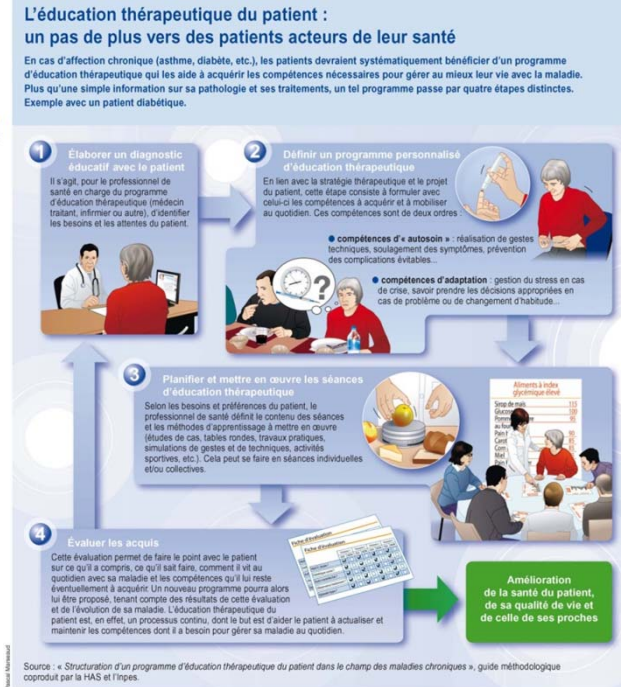 L'éducation thérapeutique du patient :
un pas de plus vers des patients acteurs de leur santé
En cas d'affection chronique (asthme, diabète, etc.), les patients devraient systématiquement bénéficier d'un programme
d'éducation thérapeutique qui les aide à acquérir les compétences nécessaires pour gérer au mieux leur vie avec la maladie.
Plus qu'une simple information sur sa pathologie et ses traitements, un tel programme passe par quatre étapes distinctes.
Exemple avec un patient diabétique.
1 Élaborer un diagnostic
éducatif avec le patient
Il s'agit, pour le professionnel de
santé en charge du programme
d'éducation thérapeutique (médecin
traitant, infirmier ou autre), d'identifier
les besoins et les attentes du patient.
2 Définir un programme personnalisé
d'éducation thérapeutique
En lien avec la stratégie thérapeutique et le projet
du patient, cette étape consiste à formuler avec
celui-ci les compétences à acquérir et à mobiliser
au quotidien. Ces compétences sont de deux ordres :
● compétences d'« autosoin » : réalisation de gestes
techniques, soulagement des symptômes, prévention
des complications évitables...
● compétences d'adaptation : gestion du stress en cas
de crise, savoir prendre les décisions appropriées en
cas de problème ou de changement d'habitude...
?
3 Planifier et mettre en œuvre les séances
d'éducation thérapeutique
Selon les besoins et préférences du patient, le
professionnel de santé définit le contenu des séances
et les méthodes d'apprentissage à mettre en œuvre
(études de cas, tables rondes, travaux pratiques,
simulations de gestes et de techniques, activités
sportives, etc.). Cela peut se faire en séances individuelles
et/ou collectives.
Aliments à index
glycémique élevé
Sirop de maïs 115
Glucose 100
Pomme
au four
Pain
Miel
4 Évaluer les acquis
Cette évaluation permet de faire le point avec le patient
sur ce qu'il a compris, ce qu'il sait faire, comment il vit au
quotidien avec sa maladie et les compétences qu'il lui reste
éventuellement à acquérir. Un nouveau programme pourra alors
lui être proposé, tenant compte des résultats de cette évaluation
et de l'évolution de sa maladie. L'éducation thérapeutique du
patient est, en effet, un processus continu, dont le but est d'aider le patient à actualiser et
maintenir les compétences dont il a besoin pour gérer sa maladie au quotidien.
Fiche d'évaluation
Fiche d'évaluation
Amélioration
de la santé du patient,
de sa qualité de vie et
de celle de ses proches
Source : « Structuration d'un programme d'éducation thérapeutique du patient dans le champ des maladies chroniques », guide méthodologique
coproduit par la HAS et l'Inpes.